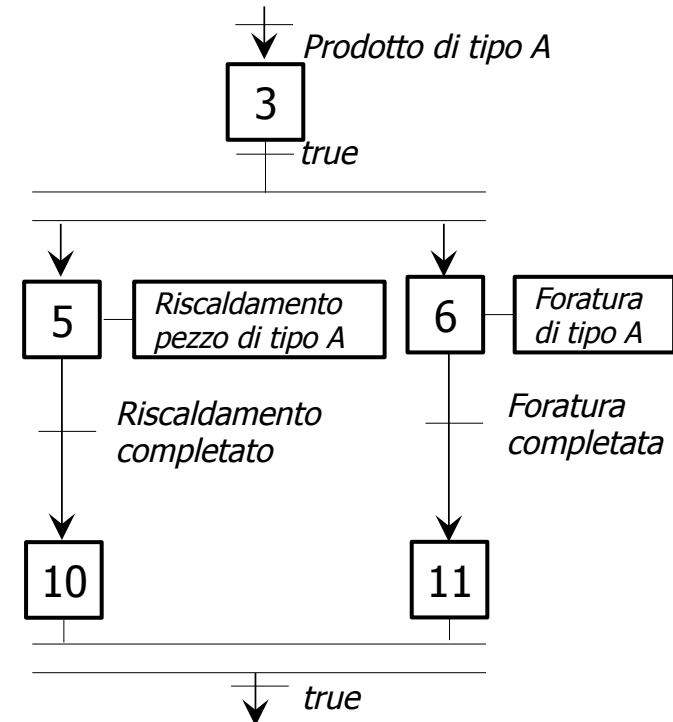 Prodotto di tipo A
3
true
5
Riscaldamento
pezzo di tipo A
6
Foratura
di tipo A
Riscaldamento
completato
Foratura
completata
10
11
true